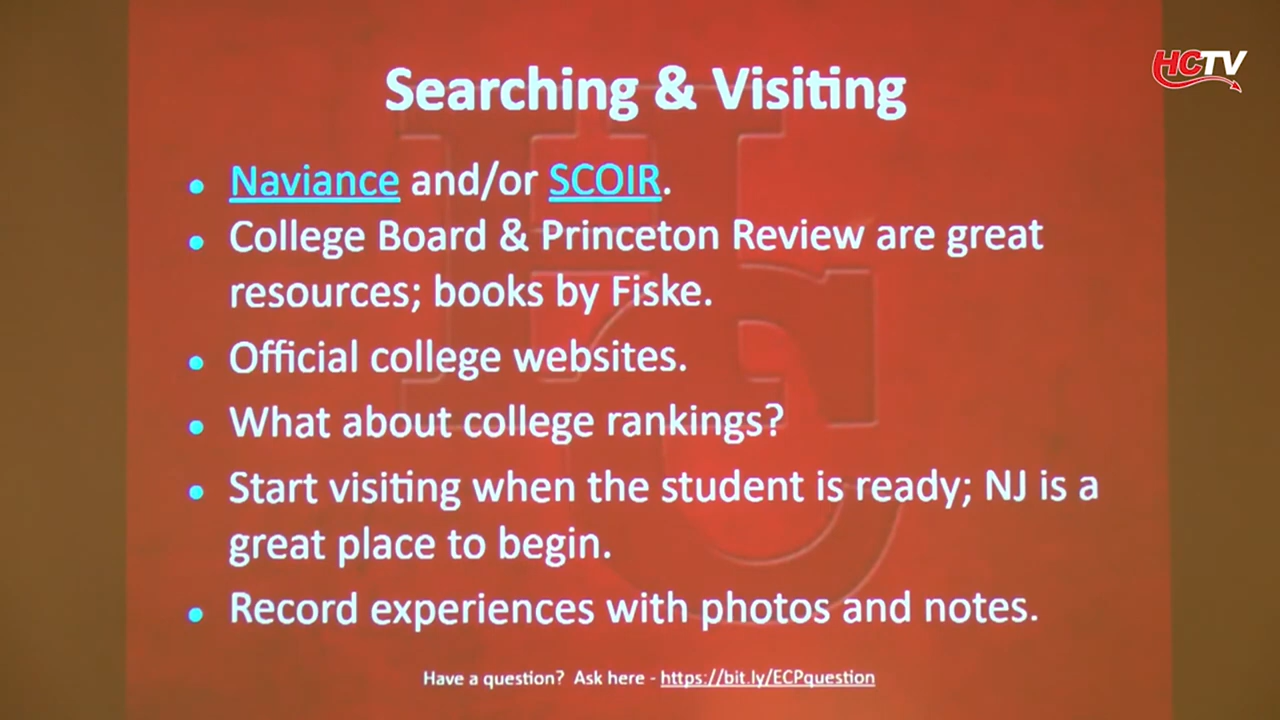 HCTV
Searching & Visiting
• Naviance and/or SCOIR.
• College Board & Princeton Review are great
resources; books by Fiske.
• Official college websites.
• What about college rankings?
• Start visiting when the student is ready; NJ is a
great place to begin.
• Record experiences with photos and notes.
Have a question? Ask here - https://bit.ly/ECPquestion